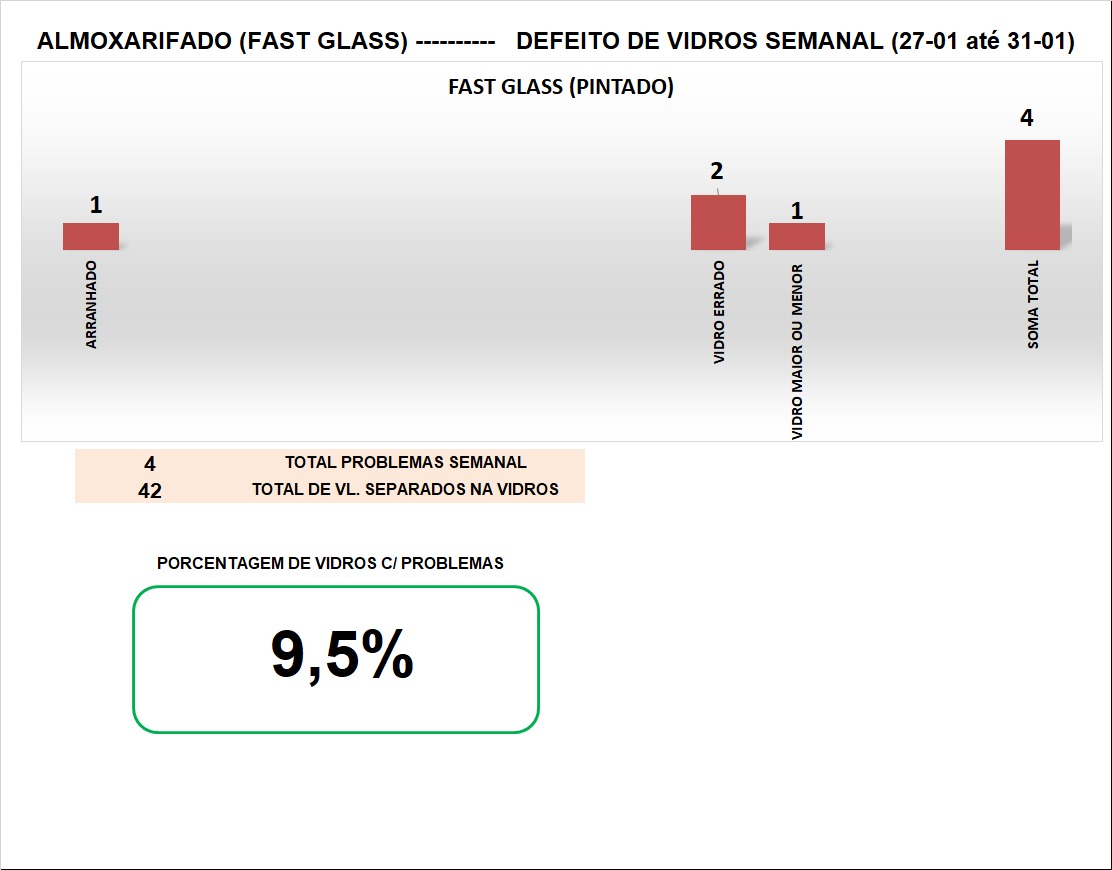 ALMOXARIFADO (FAST GLASS) ---------- DEFEITO DE VIDROS SEMANAL (27-01 até 31-01)
FAST GLASS (PINTADO)
1
2
1
4
ARRANHADO
VIDRO ERRADO
VIDRO MAIOR OU MENOR
SOMA TOTAL
4 TOTAL PROBLEMAS SEMANAL
42 TOTAL DE VL. SEPARADOS NA VIDROS
PORCENTAGEM DE VIDROS C/ PROBLEMAS
9,5%